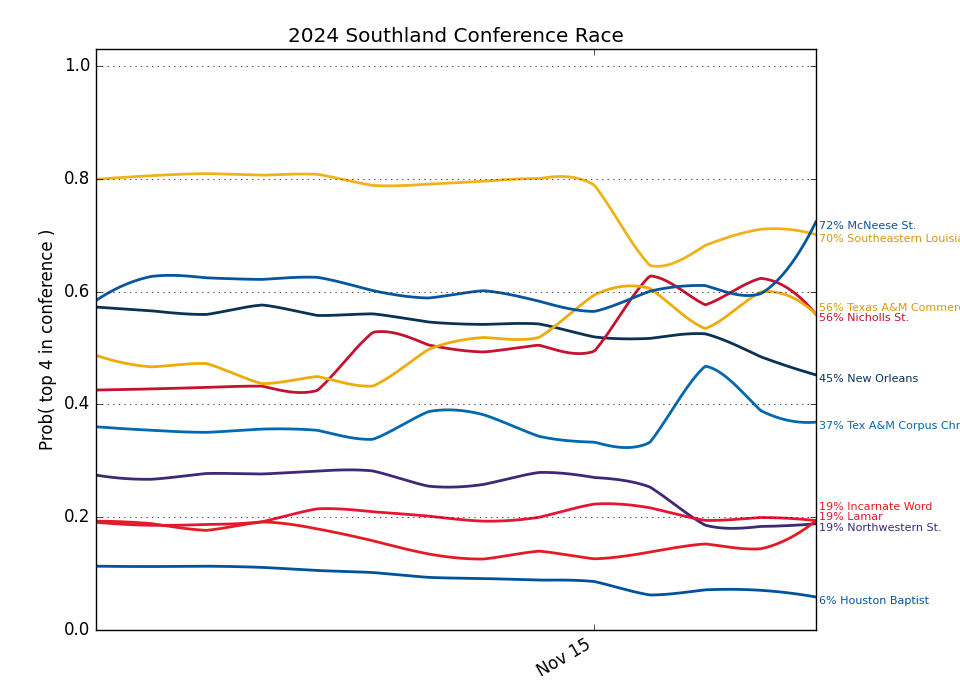 2024 Southland Conference Race
1.0
0.8
0.6
0.4
0.2
0.0
Prob( top 4 in conference )
Nov 15
72% McNeese St.
70% Southeastern Louisia
56% Texas A&M Commerc
56% Nicholls St.
45% New Orleans
37% Tex A&M Corpus Chr
19% Incarnate Word
19% Lamar
19% Northwestern St.
6% Houston Baptist